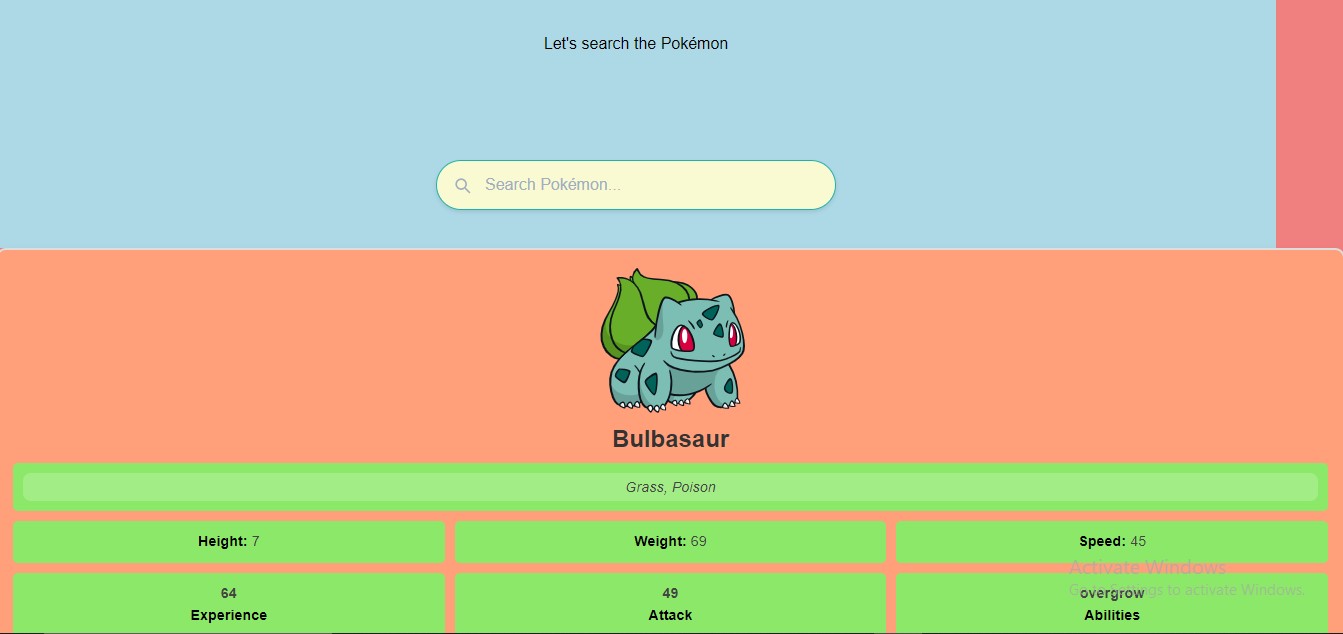 Let's search the Pokémon
Search Pokémon...
Bulbasaur
Grass, Poison
Height: 7 Weight: 69 Speed: 45
Activate Windows
64 49 overgrow
Go to Settings to activate Windows.
Experience Attack Abilities